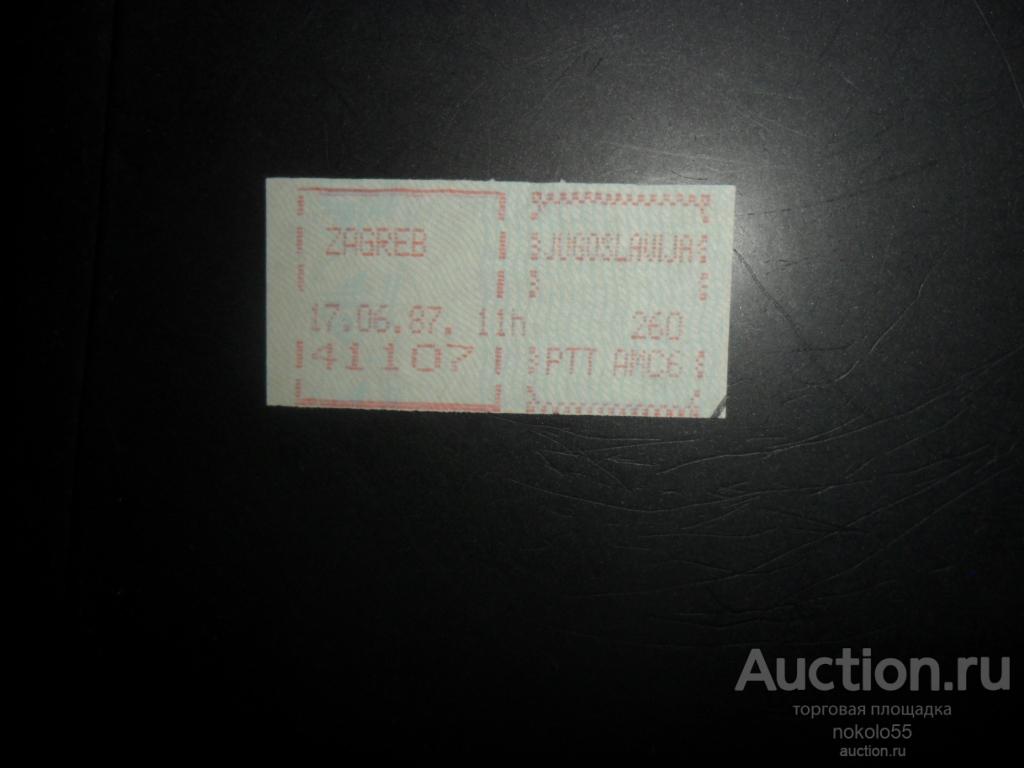 ZAGREB
17.06.87. 11h
41107
JUGOSLAVIJA
260
PTT AMC6
Auction.ru
торговая площадка
nokolo55
auction.ru